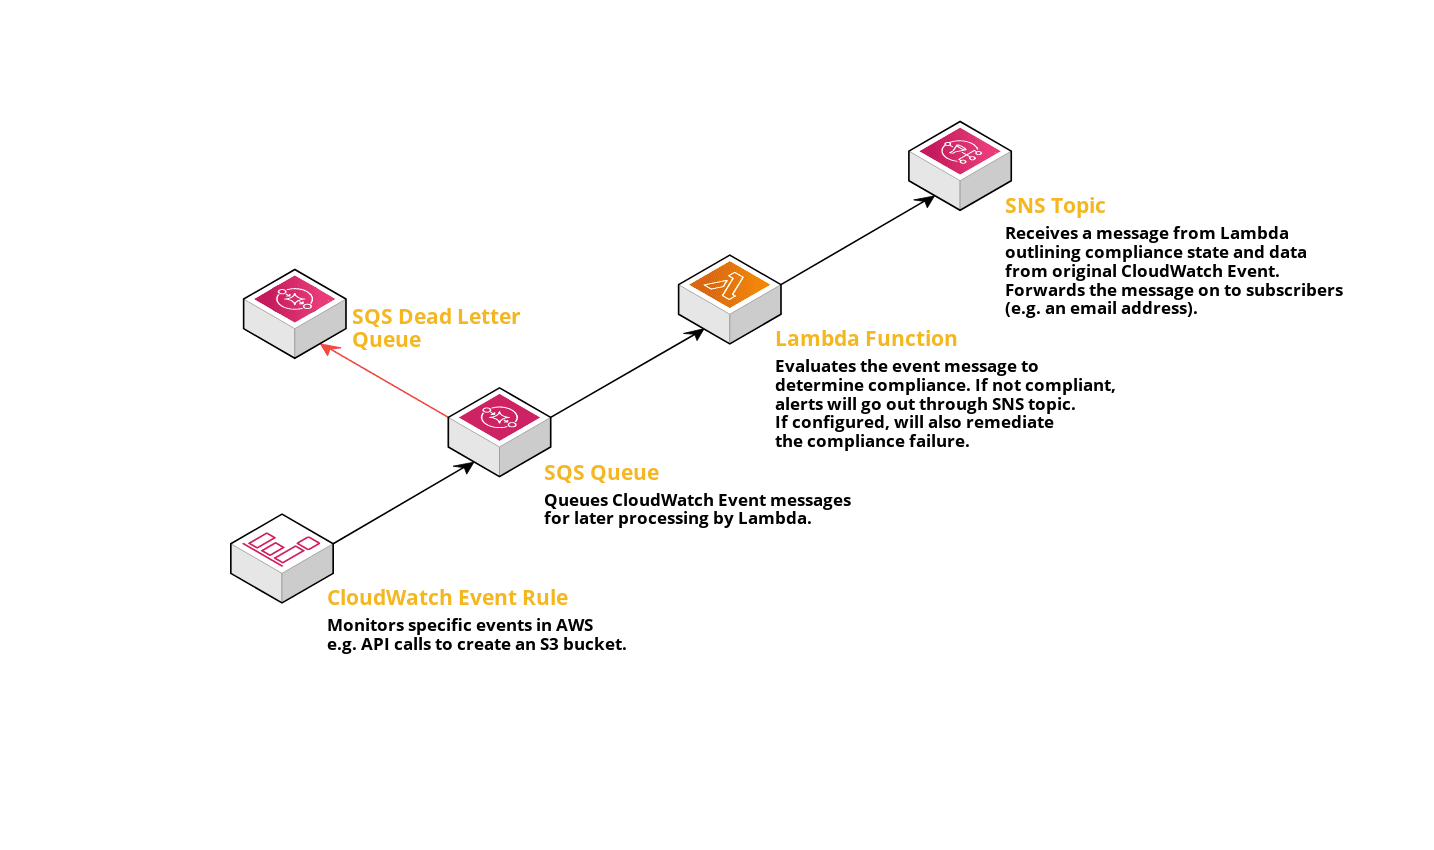 SNS Topic
Receives a message from Lambda
outlining compliance state and data
from original CloudWatch Event.
Forwards the message on to subscribers
(e.g. an email address).
SQS Dead Letter
Queue
Lambda Function
Evaluates the event message to
determine compliance. If not compliant,
alerts will go out through SNS topic.
If configured, will also remediate
the compliance failure.
SQS Queue
Queues CloudWatch Event messages
for later processing by Lambda.
CloudWatch Event Rule
Monitors specific events in AWS
e.g. API calls to create an S3 bucket.